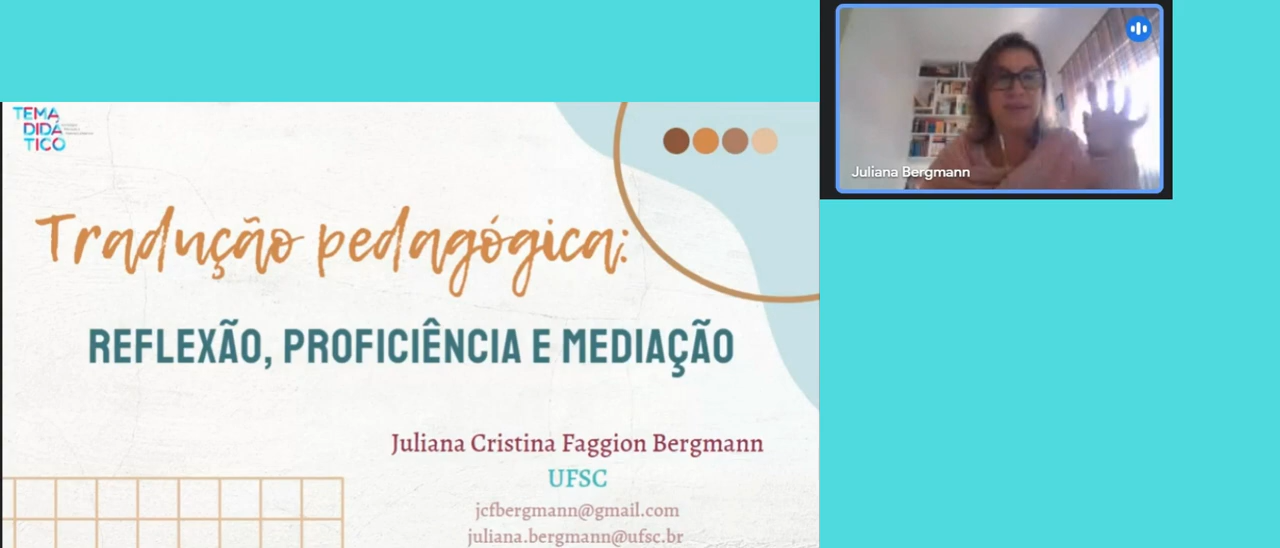 TEMA
DIDÁ
TICO
Tradução pedagógica:
REFLEXÃO, PROFICIÊNCIA E MEDIAÇÃO
Juliana Cristina Faggion Bergmann
UFSC
jcfbergmann@gmail.com
juliana.bergmann@ufsc.br
Juliana Bergmann